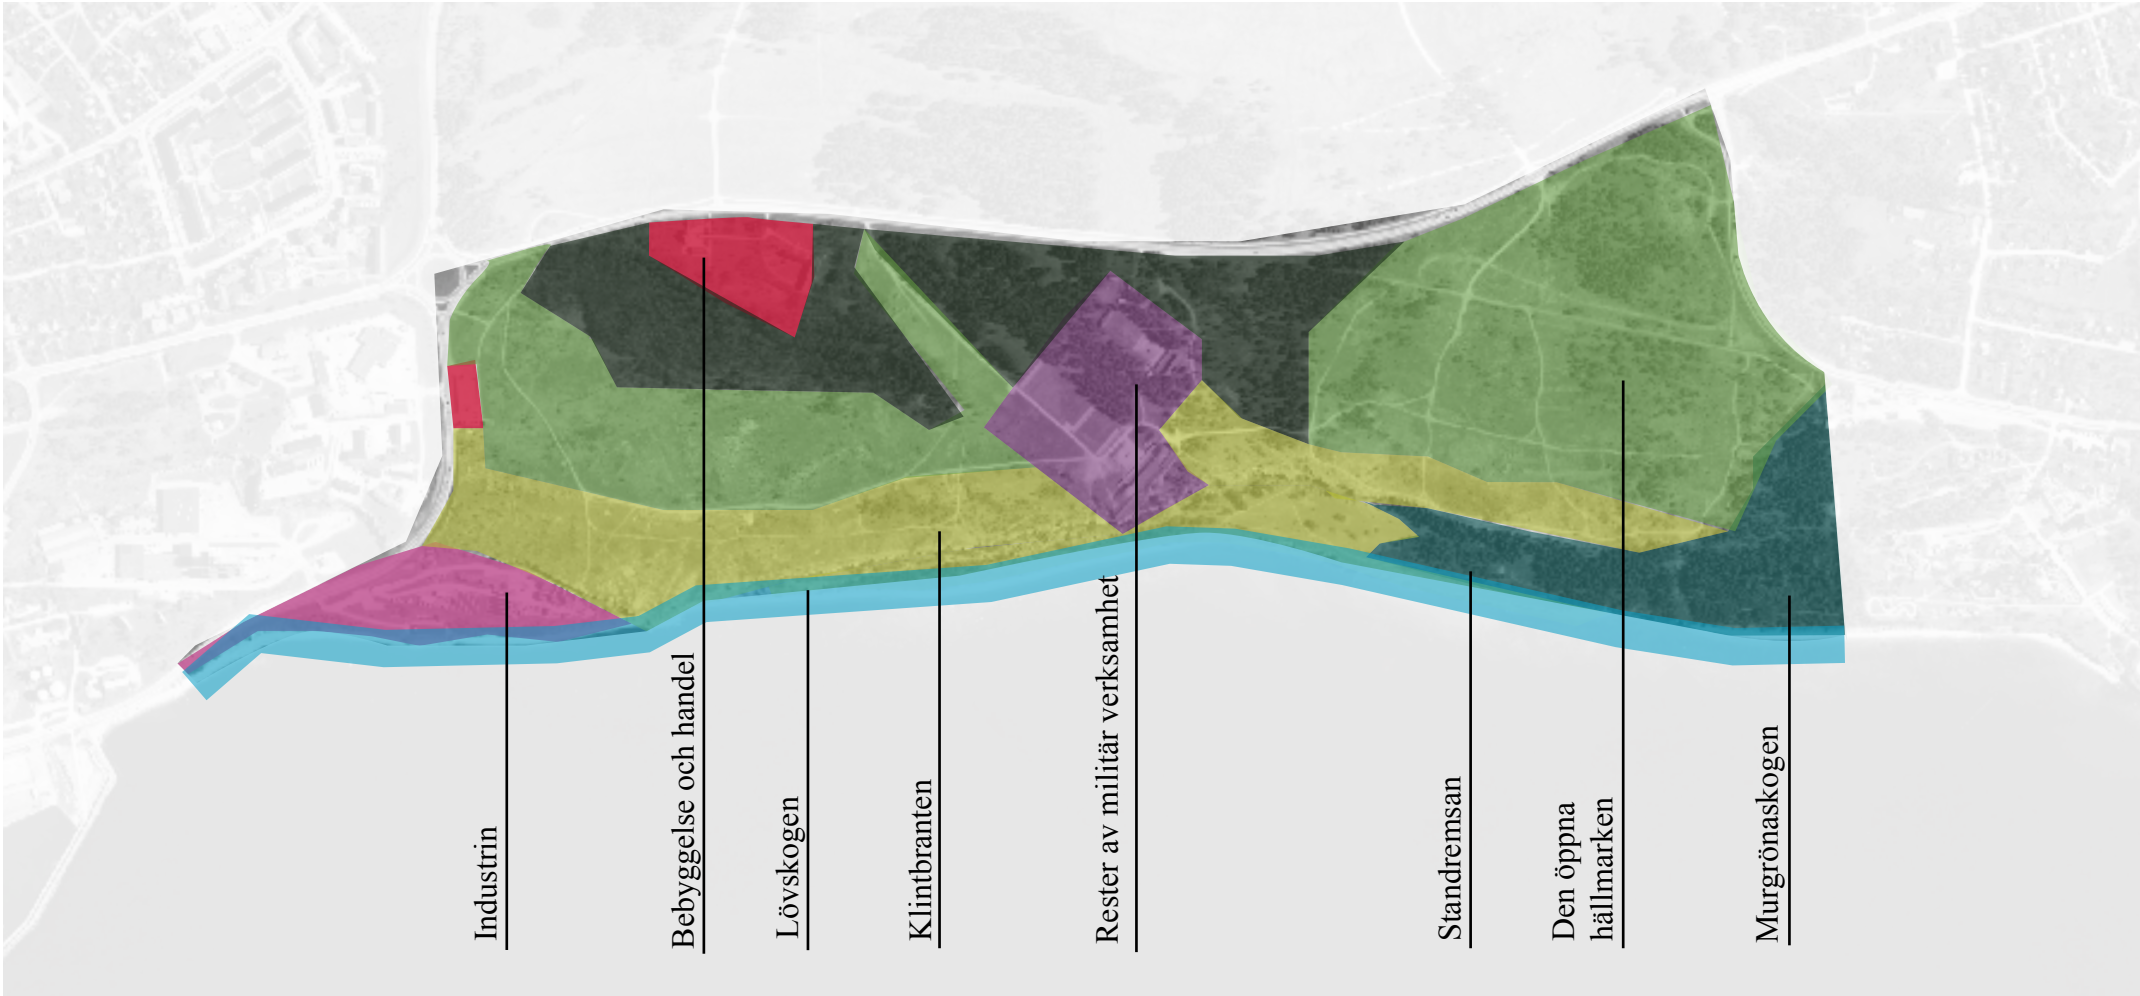 Industrin
Bebyggelse och handel
Lövskogen
Klintbranten
Rester av militär verksamhet
Standremsan
Den öppna
hällmarken
Murgrönaskogen